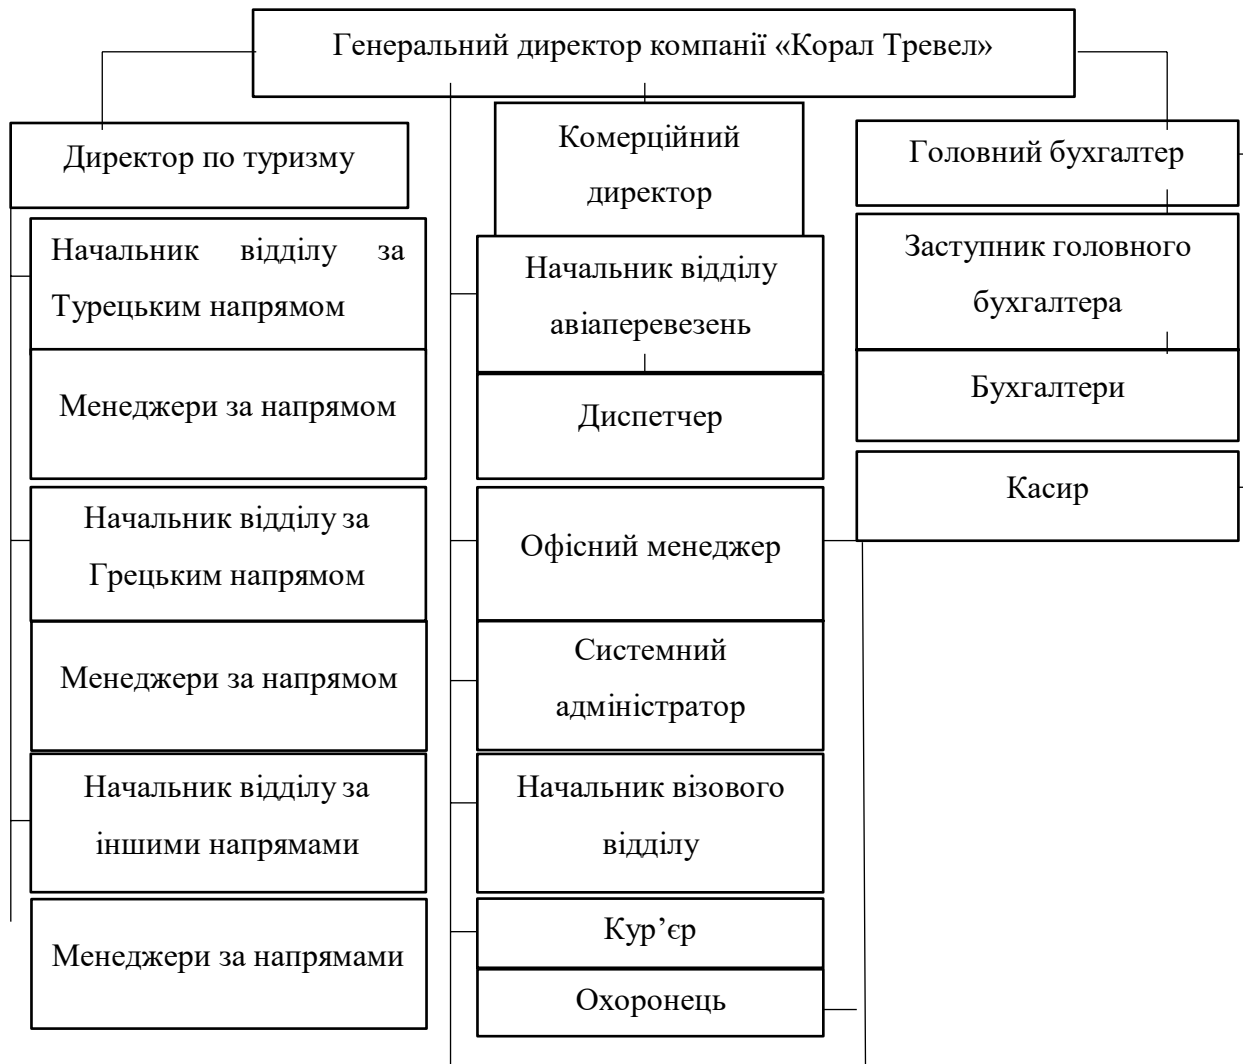 Генеральний директор компанії «Корал Тревел»
Директор по туризму
Начальник відділу за
Турецьким напрямом
Менеджери за напрямом
Начальник відділу за
Грецьким напрямом
Менеджери за напрямом
Начальник відділу за
іншими напрямами
Менеджери за напрямами
Комерційний
директор
Начальник відділу
авіаперевезень
Диспетчер
Офісний менеджер
Системний
адміністратор
Начальник візового
відділу
Кур’єр
Охоронець
Головний бухгалтер
Заступник головного
бухгалтера
Бухгалтери
Касир